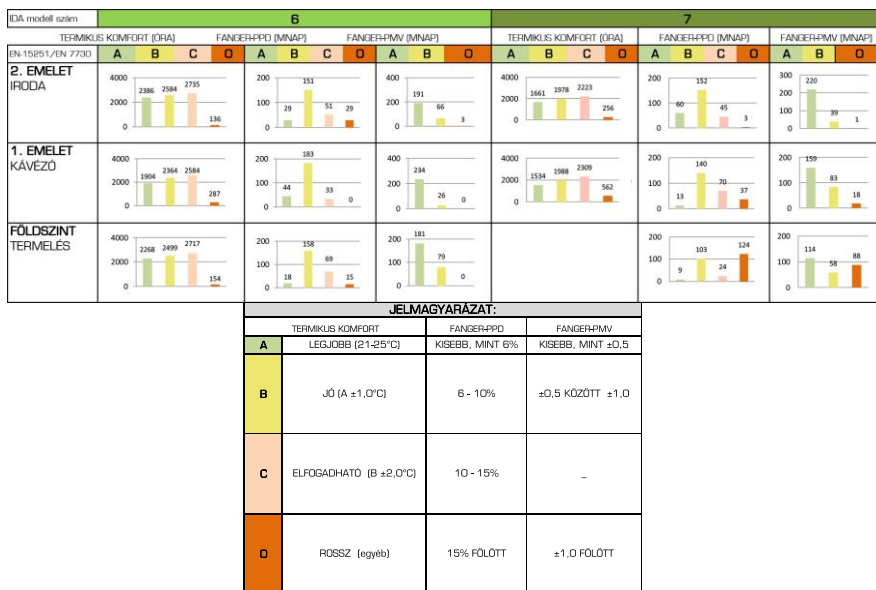 IDA modell szám 6 7
TERMIKUS KOMFORT (ÓRA) FANGER-PPD (MNAP) FANGER-PMV (MNAP) TERMIKUS KOMFORT (ÓRA) FANGER-PPD (MNAP) FANGER-PMV (MNAP)
EN-15251/EN 7730 A B C O A B C O A B O A B C O A B C O A B O
2. EMELET
IRODA
4000 2000 0 2386 2584 2735 136
200 100 0 29 151 51 29
400 200 0 191 66 3
4000 2000 0 1661 1978 2223 256
200 100 0 60 152 45 3
300 200 100 0 220 39 1
1. EMELET
KÁVÉZÓ
4000 2000 0 1904 2364 2584 287
200 100 0 44 183 33 0
400 200 0 234 26 0
4000 2000 0 1534 1988 2309 562
200 100 0 13 140 70 37
200 100 0 159 83 18
FÖLDSZINT
TERMELÉS
4000 2000 0 2268 2499 2717 154
200 100 0 18 158 69 15
200 100 0 181 79 0
200 100 0 9 103 24 124
200 100 0 114 58 88
JELMAGYARÁZAT:
TERMIKUS KOMFORT FANGER-PPD FANGER-PMV
A LEGJOBB (21-25°C) KISEBB, MINT 6% KISEBB, MINT ±0,5
B JÓ (A ±1,0°C) 6 - 10% ±0,5 KÖZÖTT ±1,0
C ELFOGADHATÓ (B ±2,0°C) 10 - 15% _
O ROSSZ (egyéb) 15% FÖLÖTT ±1,0 FÖLÖTT